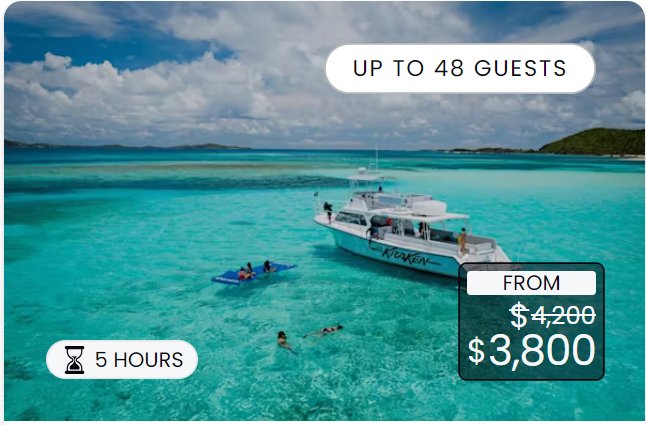 UP TO 48 GUESTS
KRAKEN
FROM
$4,200
$3,800
5 HOURS